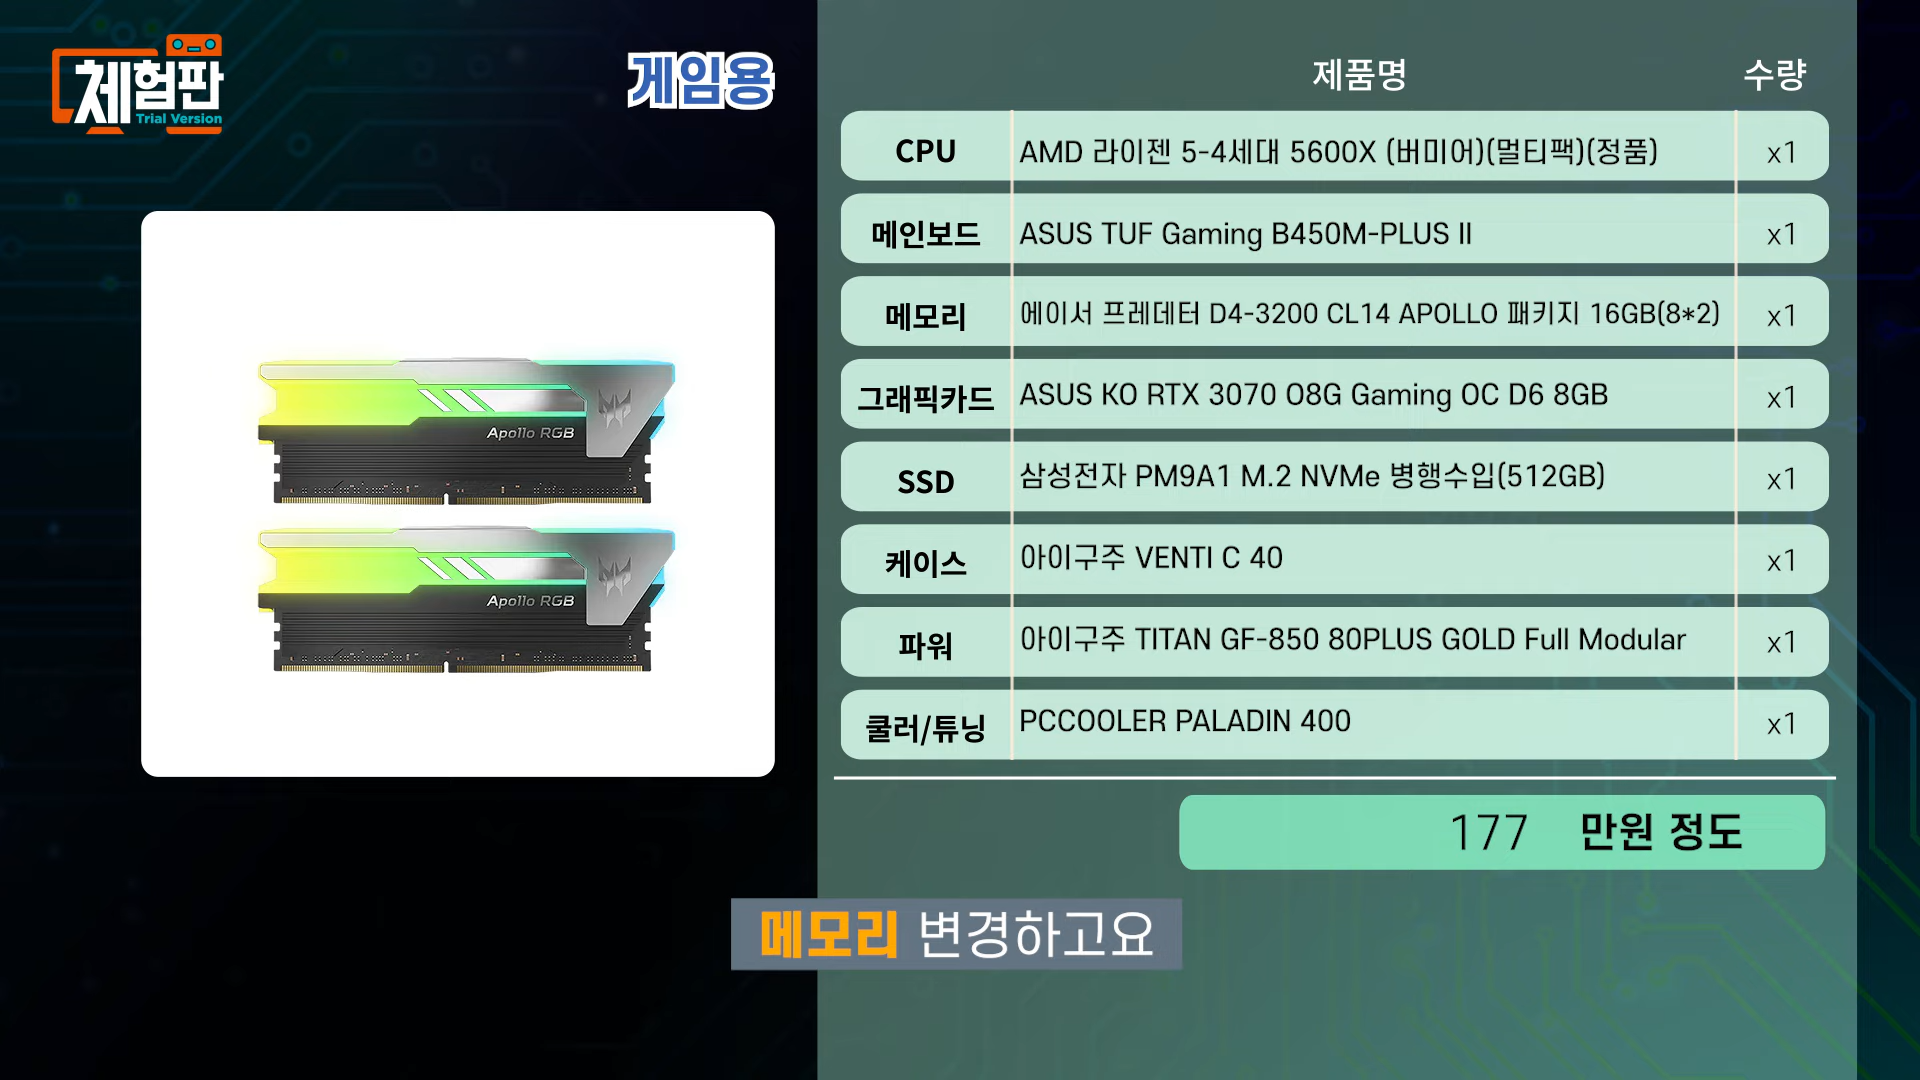 체험판
Trial Version
게임용
제품명 수량
CPU AMD 라이젠 5-4세대 5600X (버미어)(멀티팩)(정품) x1
메인보드 ASUS TUF Gaming B450M-PLUS II x1
메모리 에이서 프레데터 D4-3200 CL14 APOLLO 패키지 16GB(8*2) x1
그래픽카드 ASUS KO RTX 3070 O8G Gaming OC D6 8GB x1
SSD 삼성전자 PM9A1 M.2 NVMe 병행수입(512GB) x1
케이스 아이구주 VENTI C 40 x1
파워 아이구주 TITAN GF-850 80PLUS GOLD Full Modular x1
쿨러/튜닝 PCCOOLER PALADIN 400 x1
Apollo RGB
Apollo RGB
177 만원 정도
메모리 변경하고요